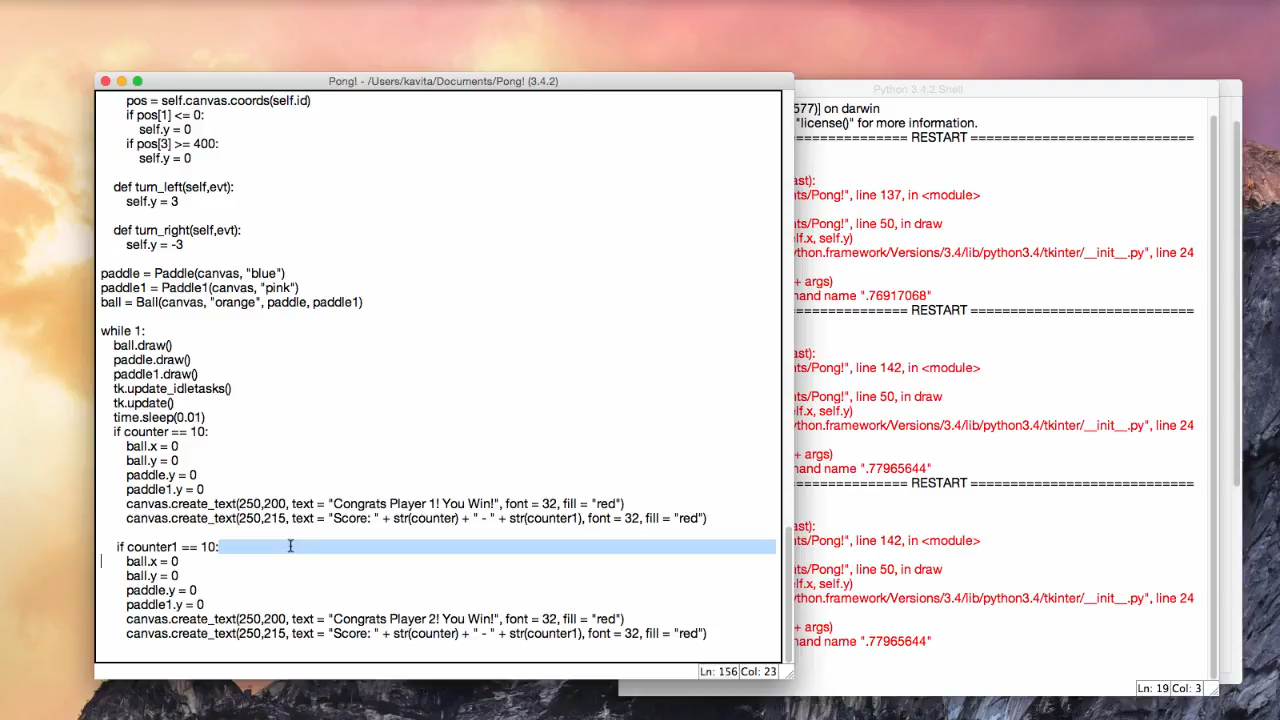 Pong! - /Users/kavita/Documents/Pong! (3.4.2)
pos = self.canvas.coords(self.id)
if pos[1] <= 0:
self.y = 0
if pos[3] >= 400:
self.y = 0
def turn_left(self,evt):
self.y = 3
def turn_right(self,evt):
self.y = -3
paddle = Paddle(canvas, "blue")
paddle1 = Paddle1(canvas, "pink")
ball = Ball(canvas, "orange", paddle, paddle1)
while 1:
ball.draw()
paddle.draw()
paddle1.draw()
tk.update_idletasks()
tk.update()
time.sleep(0.01)
if counter == 10:
ball.x = 0
ball.y = 0
paddle.y = 0
paddle1.y = 0
canvas.create_text(250,200, text = "Congrats Player 1! You Win!", font = 32, fill = "red")
canvas.create_text(250,215, text = "Score: " + str(counter) + " - " + str(counter1), font = 32, fill = "red")
if counter1 == 10:
ball.x = 0
ball.y = 0
paddle.y = 0
paddle1.y = 0
canvas.create_text(250,200, text = "Congrats Player 2! You Win!", font = 32, fill = "red")
canvas.create_text(250,215, text = "Score: " + str(counter) + " - " + str(counter1), font = 32, fill = "red")
Ln: 156 Col: 23
Python 3.4.2 Shell
577)] on darwin
"license()" for more information.
============== RESTART ============================
ast):
nts/Pong!", line 137, in <module>
nts/Pong!", line 50, in draw
elf.x, self.y)
ython.framework/Versions/3.4/lib/python3.4/tkinter/__init__.py", line 24
+ args)
mand name ".76917068"
============== RESTART ============================
ast):
nts/Pong!", line 142, in <module>
nts/Pong!", line 50, in draw
elf.x, self.y)
ython.framework/Versions/3.4/lib/python3.4/tkinter/__init__.py", line 24
+ args)
mand name ".77965644"
============== RESTART ============================
ast):
nts/Pong!", line 142, in <module>
nts/Pong!", line 50, in draw
elf.x, self.y)
ython.framework/Versions/3.4/lib/python3.4/tkinter/__init__.py", line 24
+ args)
mand name ".77965644"
Ln: 19 Col: 3